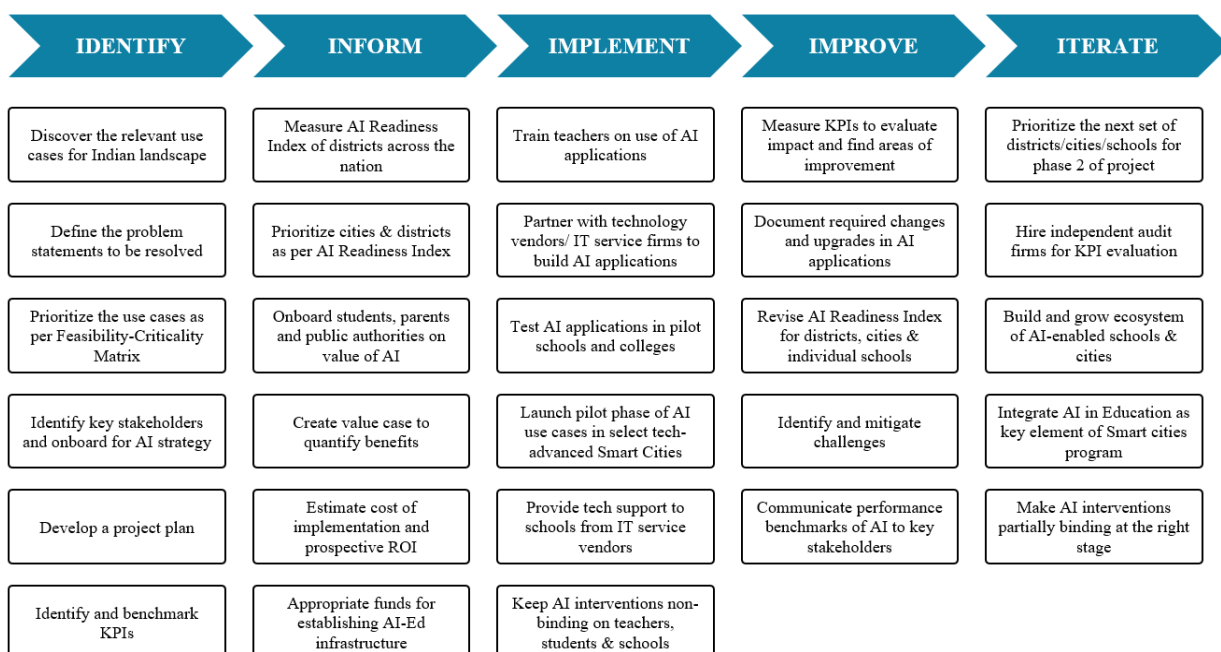 IDENTIFY
INFORM
IMPLEMENT
IMPROVE
ITERATE
Discover the relevant use
cases for Indian landscape
Define the problem
statements to be resolved
Prioritize the use cases as
per Feasibility-Criticality
Matrix
Identify key stakeholders
and onboard for AI strategy
Develop a project plan
Identify and benchmark
KPIs
Measure AI Readiness
Index of districts across the
nation
Prioritize cities & districts
as per AI Readiness Index
Onboard students, parents
and public authorities on
value of AI
Create value case to
quantify benefits
Estimate cost of
implementation and
prospective ROI
Appropriate funds for
establishing AI-Ed
infrastructure
Train teachers on use of AI
applications
Partner with technology
vendors/ IT service firms to
build AI applications
Test AI applications in pilot
schools and colleges
Launch pilot phase of AI
use cases in select tech-
advanced Smart Cities
Provide tech support to
schools from IT service
vendors
Keep AI interventions non-
binding on teachers,
students & schools
Measure KPIs to evaluate
impact and find areas of
improvement
Document required changes
and upgrades in AI
applications
Revise AI Readiness Index
for districts, cities &
individual schools
Identify and mitigate
challenges
Communicate performance
benchmarks of AI to key
stakeholders
Prioritize the next set of
districts/cities/schools for
phase 2 of project
Hire independent audit
firms for KPI evaluation
Build and grow ecosystem
of AI-enabled schools &
cities
Integrate AI in Education as
key element of Smart cities
program
Make AI interventions
partially binding at the right
stage